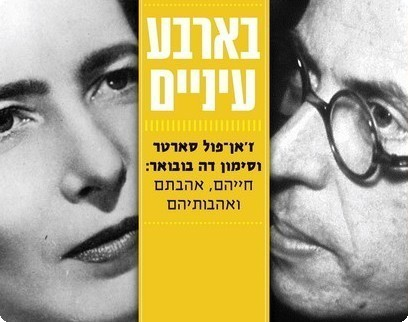 בארבע
עיניים
ז'אן־פול סארטר
וסימון דה בובואר:
חייהם, אהבתם
ואהבותיהם